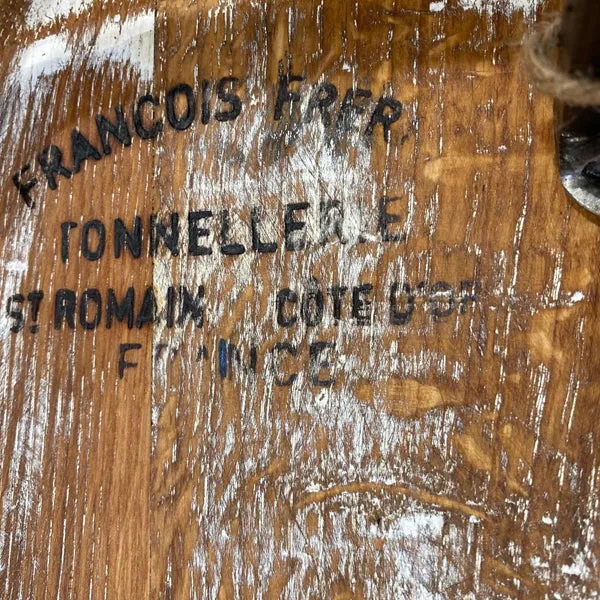 FRANCOIS FRER.
TONNELLERIE
ST ROMAIN CÔTE D'OR
FRANCE